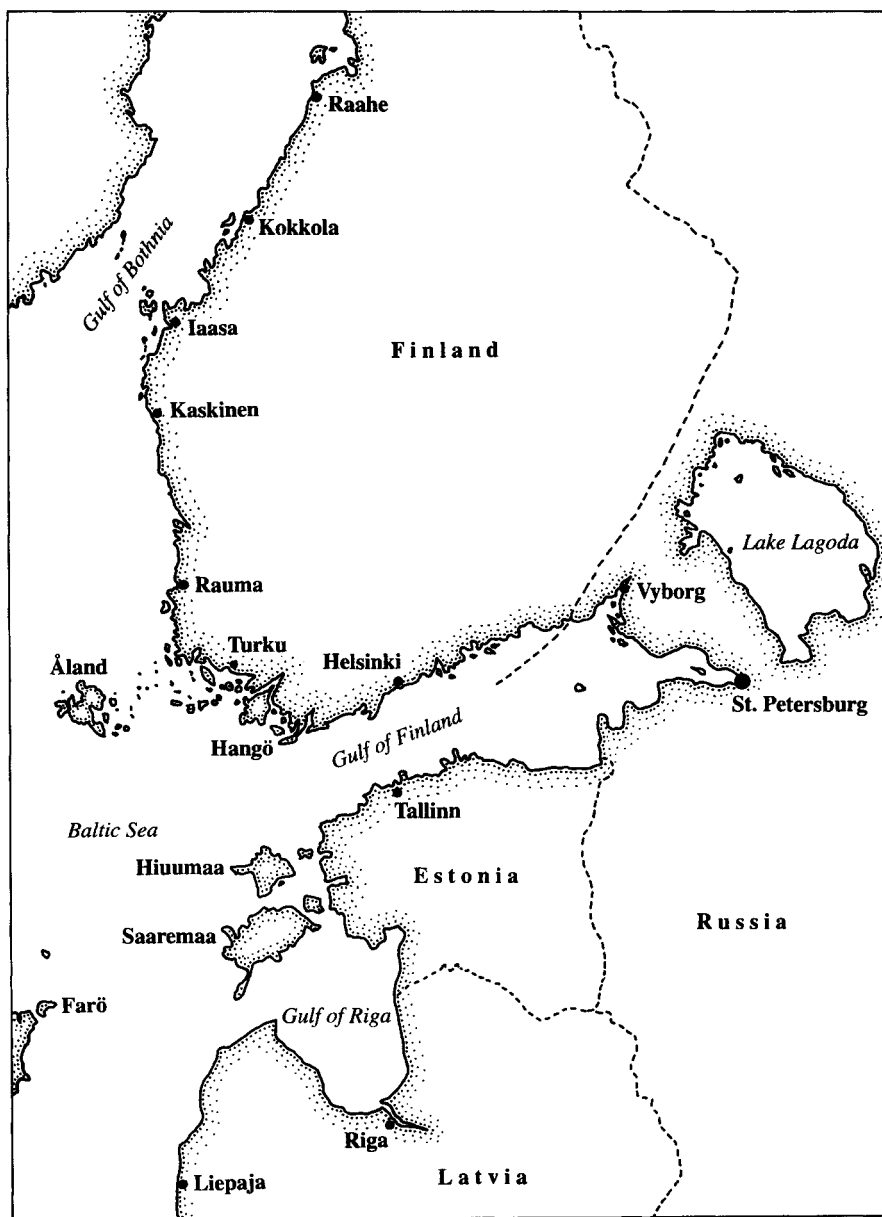 Raahe
Kokkola
Gulf of Bothnia
Iaasa
Finland
Kaskinen
Lake Lagoda
Rauma
Vyborg
Turku
Åland
Helsinki
St. Petersburg
Hangö
Gulf of Finland
Tallinn
Baltic Sea
Hiuumaa
Estonia
Saaremaa
Russia
Farö
Gulf of Riga
Riga
Liepaja
Latvia